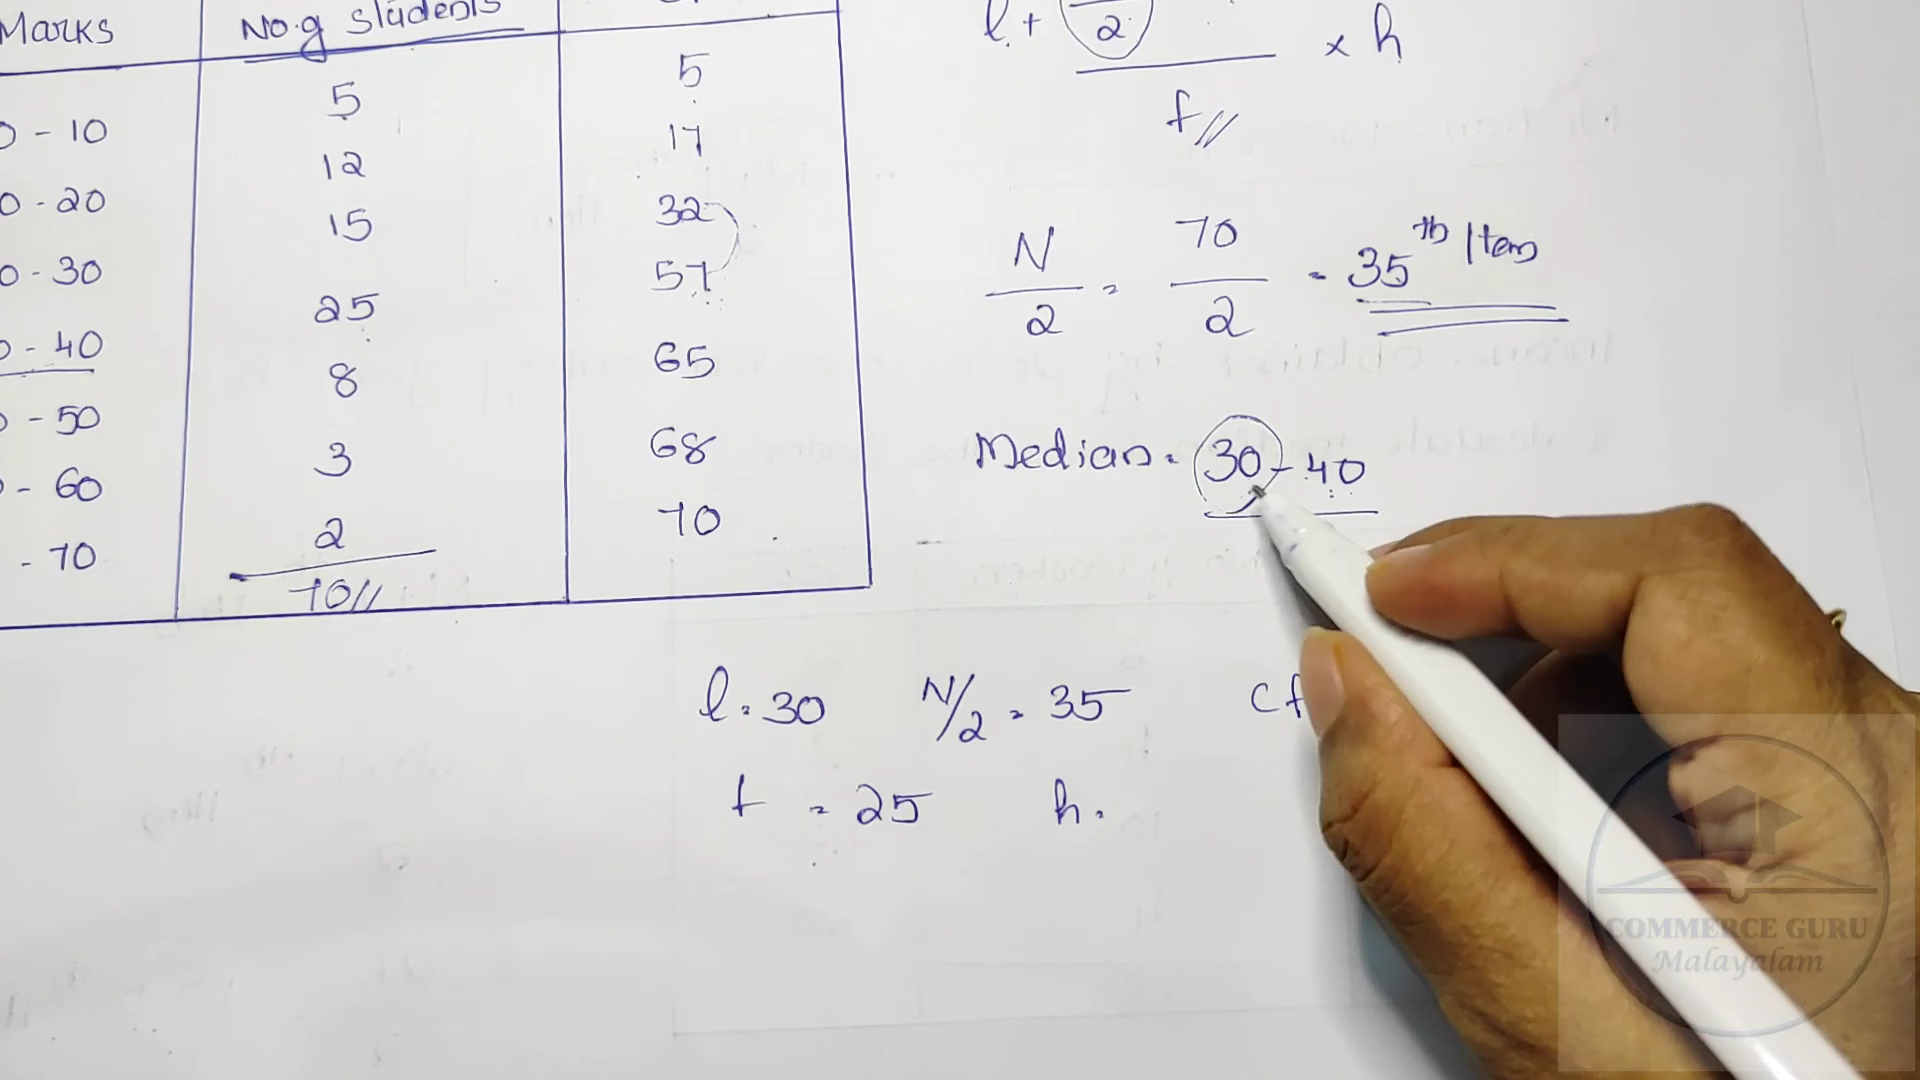 Marks No. of students
0 - 10 5 5
0 - 20 12 17
0 - 30 15 32
0 - 40 25 57
0 - 50 8 65
0 - 60 3 68
- 70 2 70
70//
l + 2 × h
f//
N/2 = 70/2 = 35th Item
Median = 30 - 40
l = 30 N/2 = 35 cf
f = 25 h =
COMMERCE GURU
Malayalam